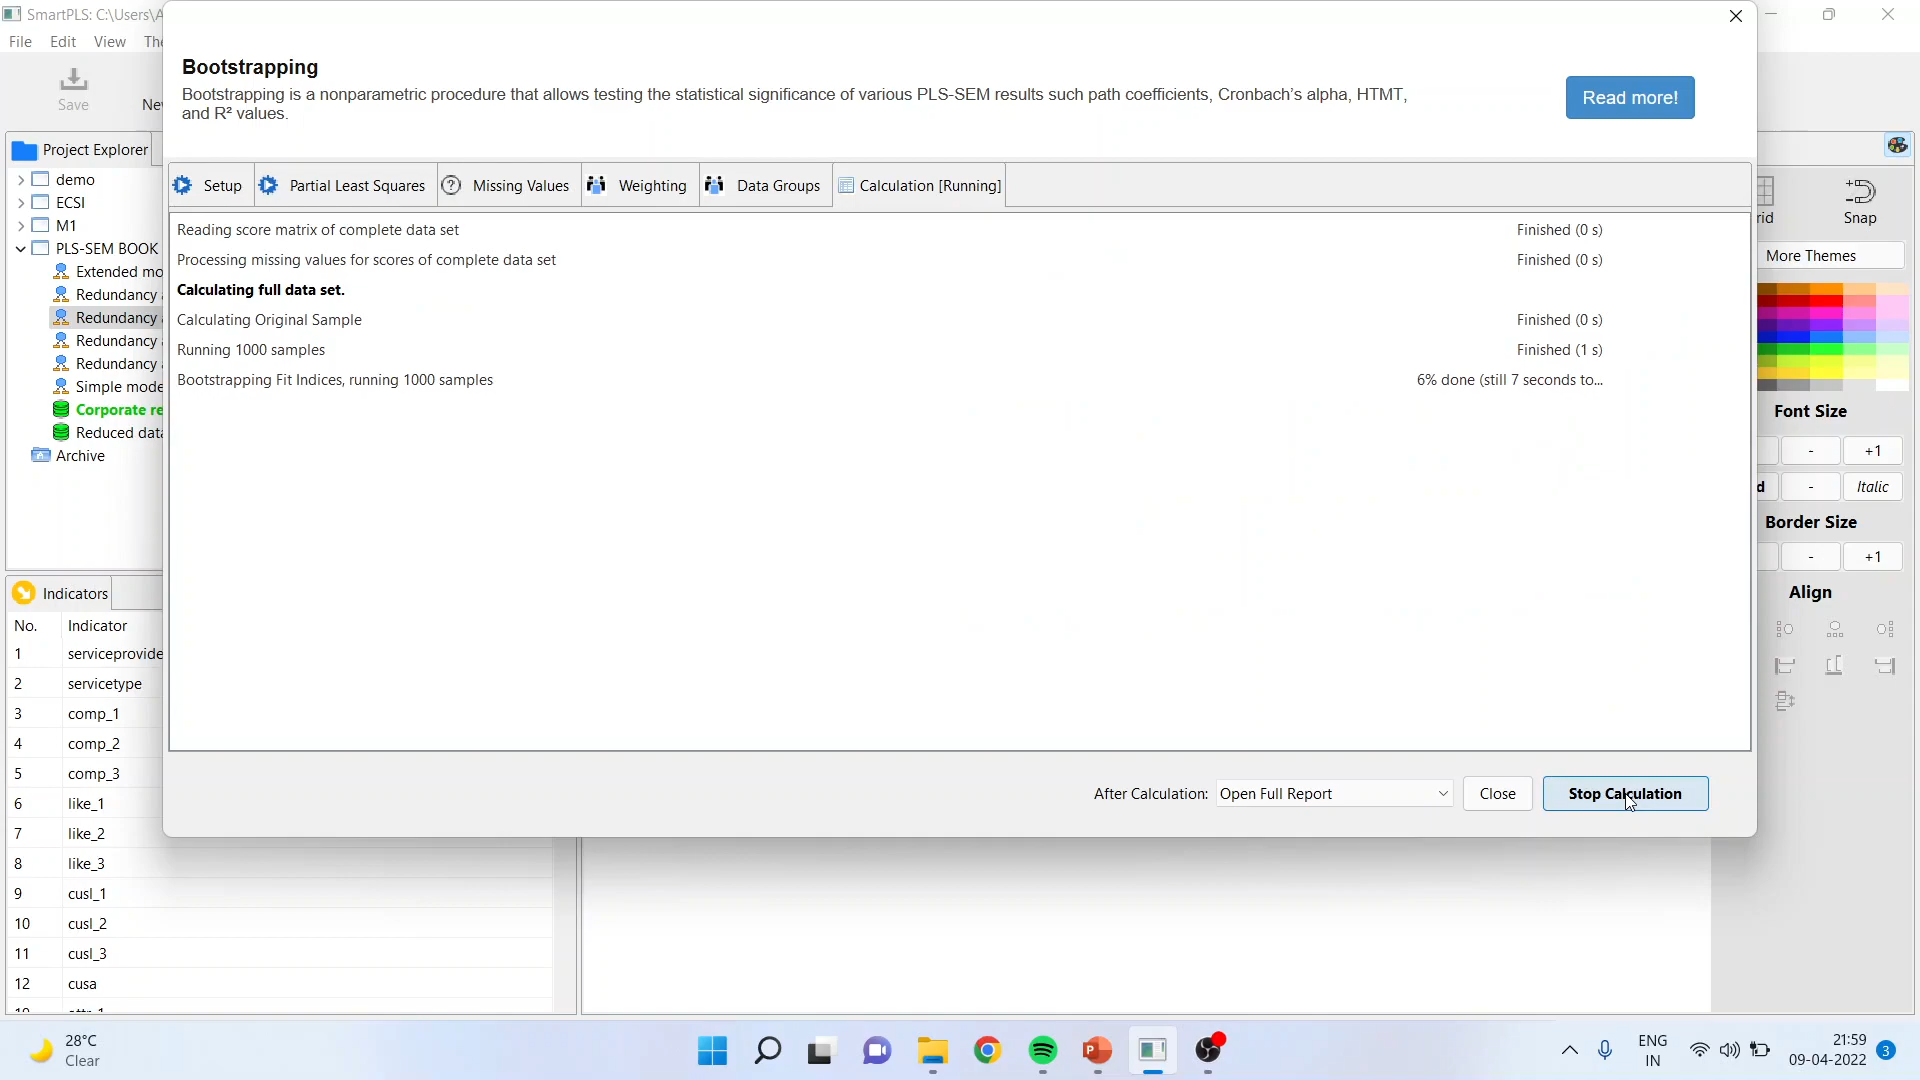 SmartPLS: C:\Users\A
File Edit View The
Save
Nev
Bootstrapping
Bootstrapping is a nonparametric procedure that allows testing the statistical significance of various PLS-SEM results such path coefficients, Cronbach's alpha, HTMT,
and R² values.
Read more!
Project Explorer
demo
ECSI
M1
PLS-SEM BOOK
Extended mo
Redundancy
Redundancy
Redundancy
Redundancy
Simple mode
Corporate re
Reduced data
Archive
Setup Partial Least Squares Missing Values Weighting Data Groups Calculation [Running]
Reading score matrix of complete data set Finished (0 s)
Processing missing values for scores of complete data set Finished (0 s)
Calculating full data set.
Calculating Original Sample Finished (0 s)
Running 1000 samples Finished (1 s)
Bootstrapping Fit Indices, running 1000 samples 6% done (still 7 seconds to...
After Calculation: Open Full Report Close Stop Calculation
Indicators
No. Indicator
1 serviceprovide
2 servicetype
3 comp_1
4 comp_2
5 comp_3
6 like_1
7 like_2
8 like_3
9 cusl_1
10 cusl_2
11 cusl_3
12 cusa
rid Snap
More Themes
Font Size
- +1
d - Italic
Border Size
- +1
Align
28°C
Clear
ENG
IN
21:59
09-04-2022
3